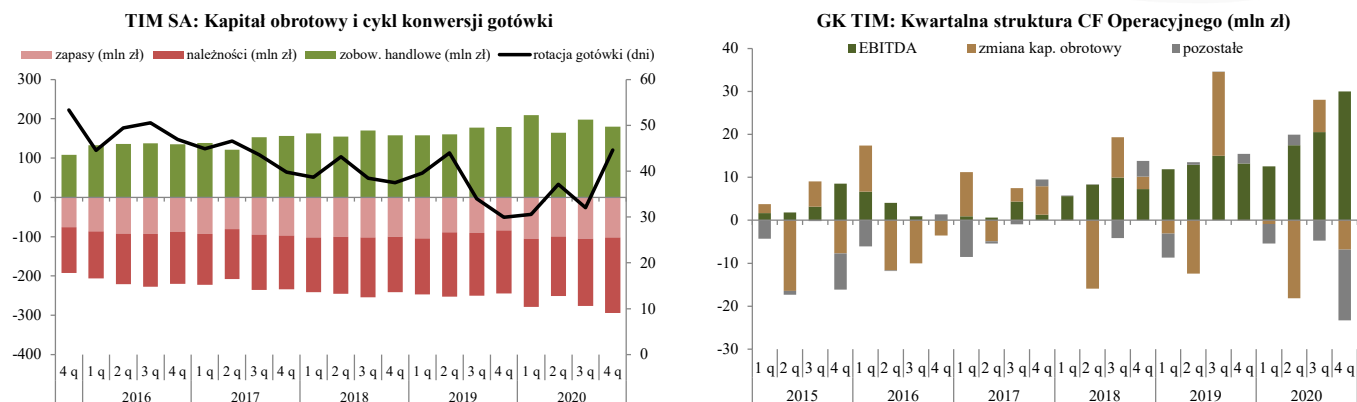 TIM SA: Kapitał obrotowy i cykl konwersji gotówki
zapasy (mln zł) należności (mln zł) zobow. handlowe (mln zł) rotacja gotówki (dni)
300 60
200 50
100 40
0 30
-100
-200 20
-300 10
-400 0
4 q 1 q 2 q 3 q 4 q 1 q 2 q 3 q 4 q 1 q 2 q 3 q 4 q 1 q 2 q 3 q 4 q 1 q 2 q 3 q 4 q
2016 2017 2018 2019 2020
GK TIM: Kwartalna struktura CF Operacyjnego (mln zł)
EBITDA zmiana kap. obrotowy pozostałe
40
30
20
10
0
-10
-20
-30
1 q 2 q 3 q 4 q 1 q 2 q 3 q 4 q 1 q 2 q 3 q 4 q 1 q 2 q 3 q 4 q 1 q 2 q 3 q 4 q 1 q 2 q 3 q 4 q
2015 2016 2017 2018 2019 2020